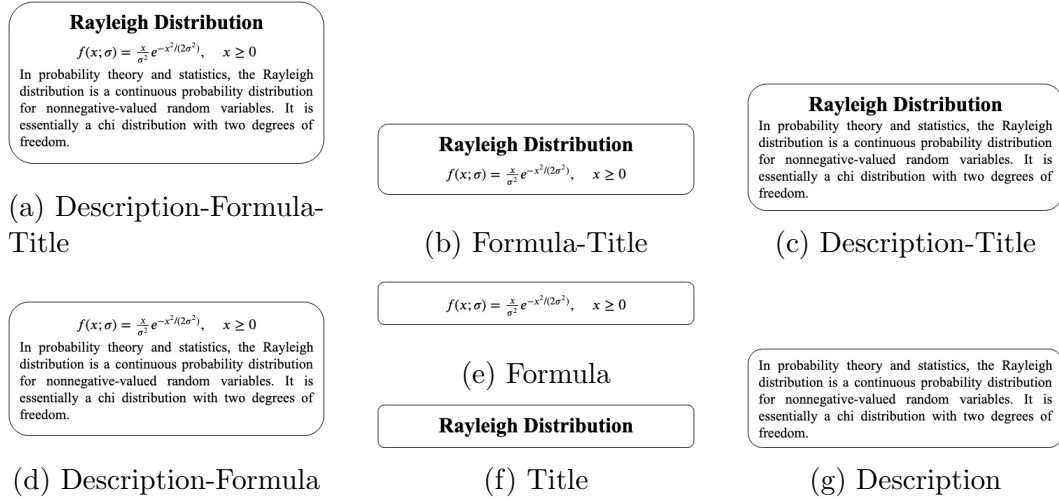 Rayleigh Distribution
f(x; σ) = x/σ² e^{-x²/(2σ²)},  x ≥ 0
In probability theory and statistics, the Rayleigh
distribution is a continuous probability distribution
for nonnegative-valued random variables. It is
essentially a chi distribution with two degrees of
freedom.
(a) Description-Formula-
Title
Rayleigh Distribution
f(x; σ) = x/σ² e^{-x²/(2σ²)},  x ≥ 0
(b) Formula-Title
Rayleigh Distribution
In probability theory and statistics, the Rayleigh
distribution is a continuous probability distribution
for nonnegative-valued random variables. It is
essentially a chi distribution with two degrees of
freedom.
(c) Description-Title
f(x; σ) = x/σ² e^{-x²/(2σ²)},  x ≥ 0
In probability theory and statistics, the Rayleigh
distribution is a continuous probability distribution
for nonnegative-valued random variables. It is
essentially a chi distribution with two degrees of
freedom.
(d) Description-Formula
f(x; σ) = x/σ² e^{-x²/(2σ²)},  x ≥ 0
(e) Formula
Rayleigh Distribution
(f) Title
In probability theory and statistics, the Rayleigh
distribution is a continuous probability distribution
for nonnegative-valued random variables. It is
essentially a chi distribution with two degrees of
freedom.
(g) Description